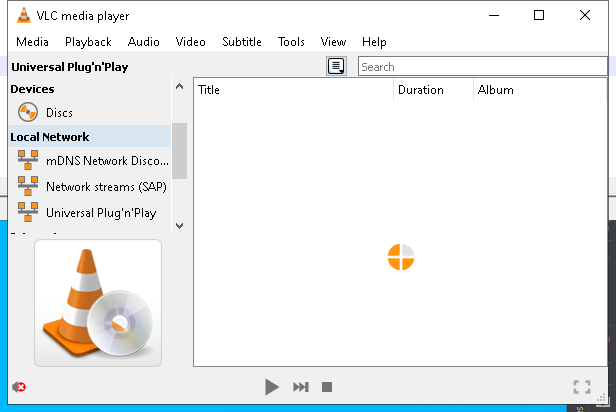 VLC media player
Media Playback Audio Video Subtitle Tools View Help
Universal Plug'n'Play
Search
Devices
Discs
Local Network
mDNS Network Disco...
Network streams (SAP)
Universal Plug'n'Play
Title Duration Album